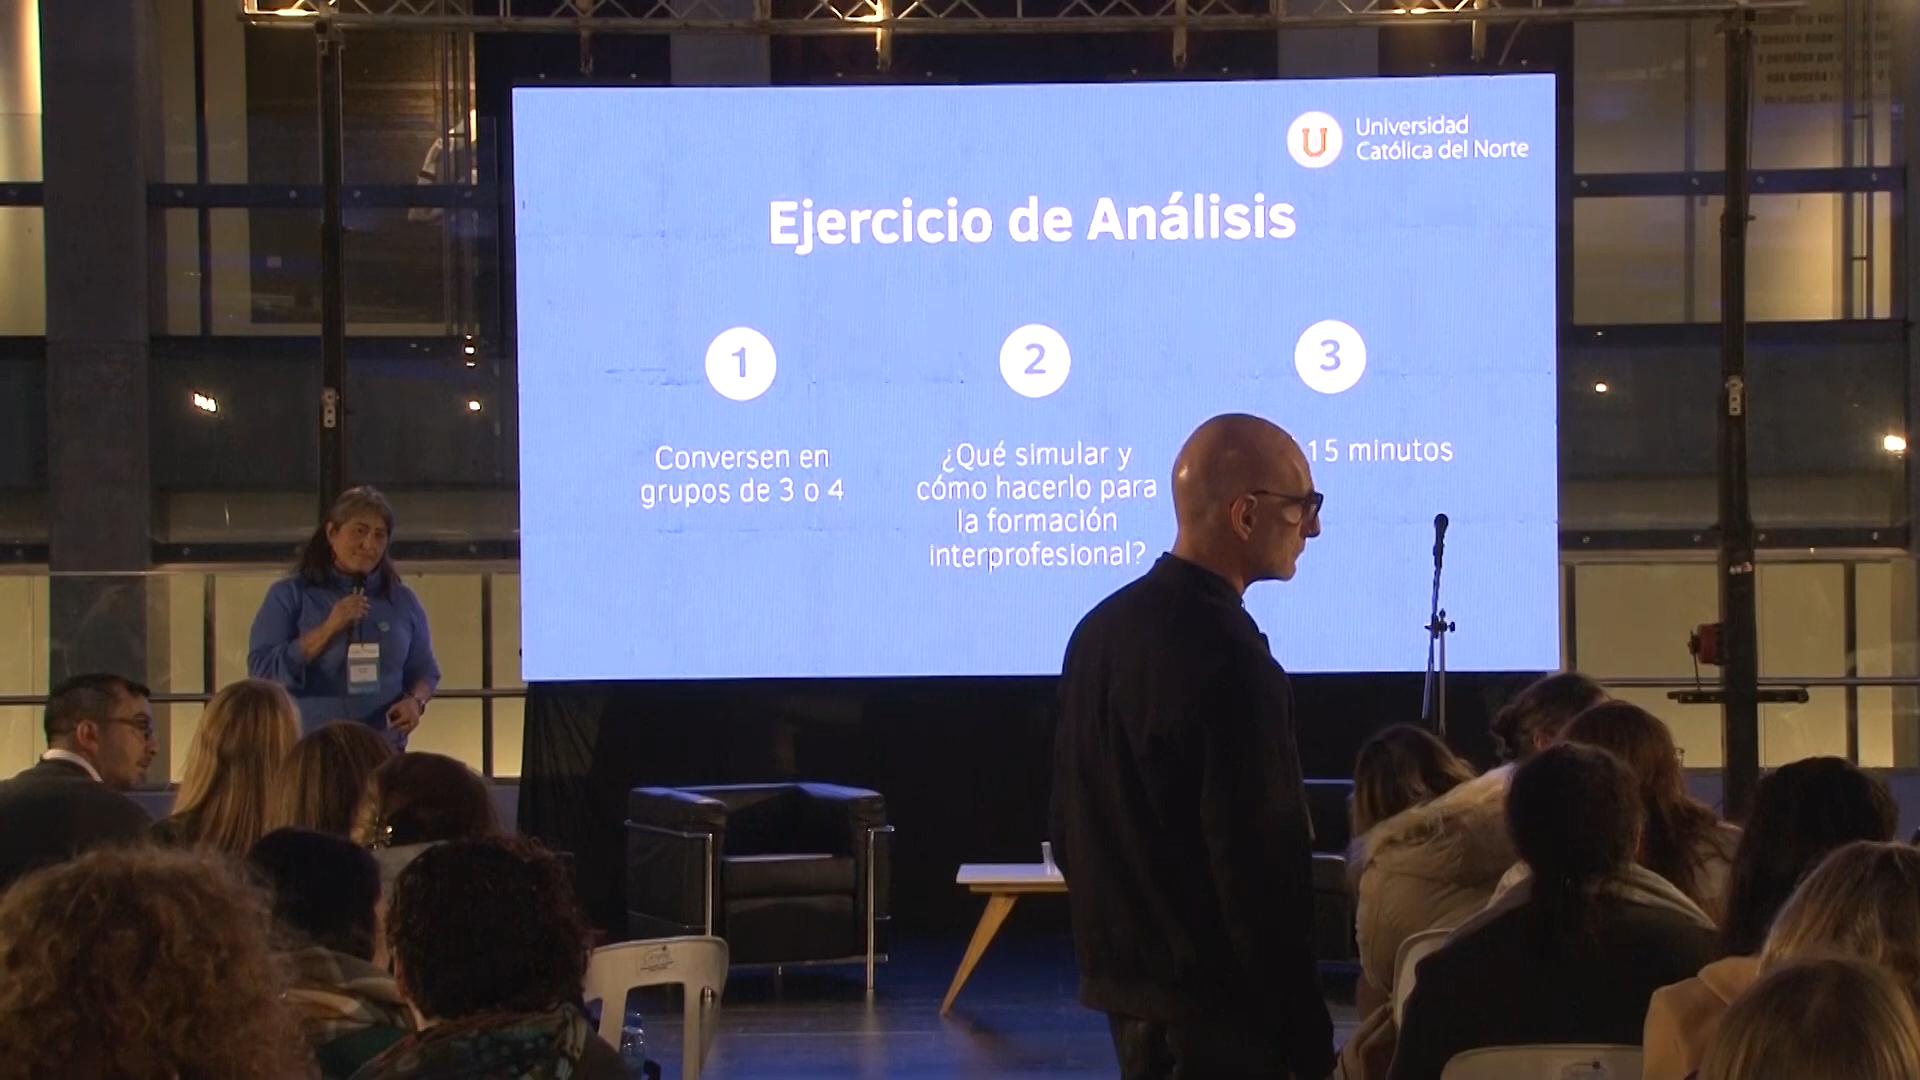 U
Universidad
Católica del Norte
Ejercicio de Análisis
1
Conversen en
grupos de 3 o 4
2
¿Qué simular y
cómo hacerlo para
la formación
interprofesional?
3
15 minutos